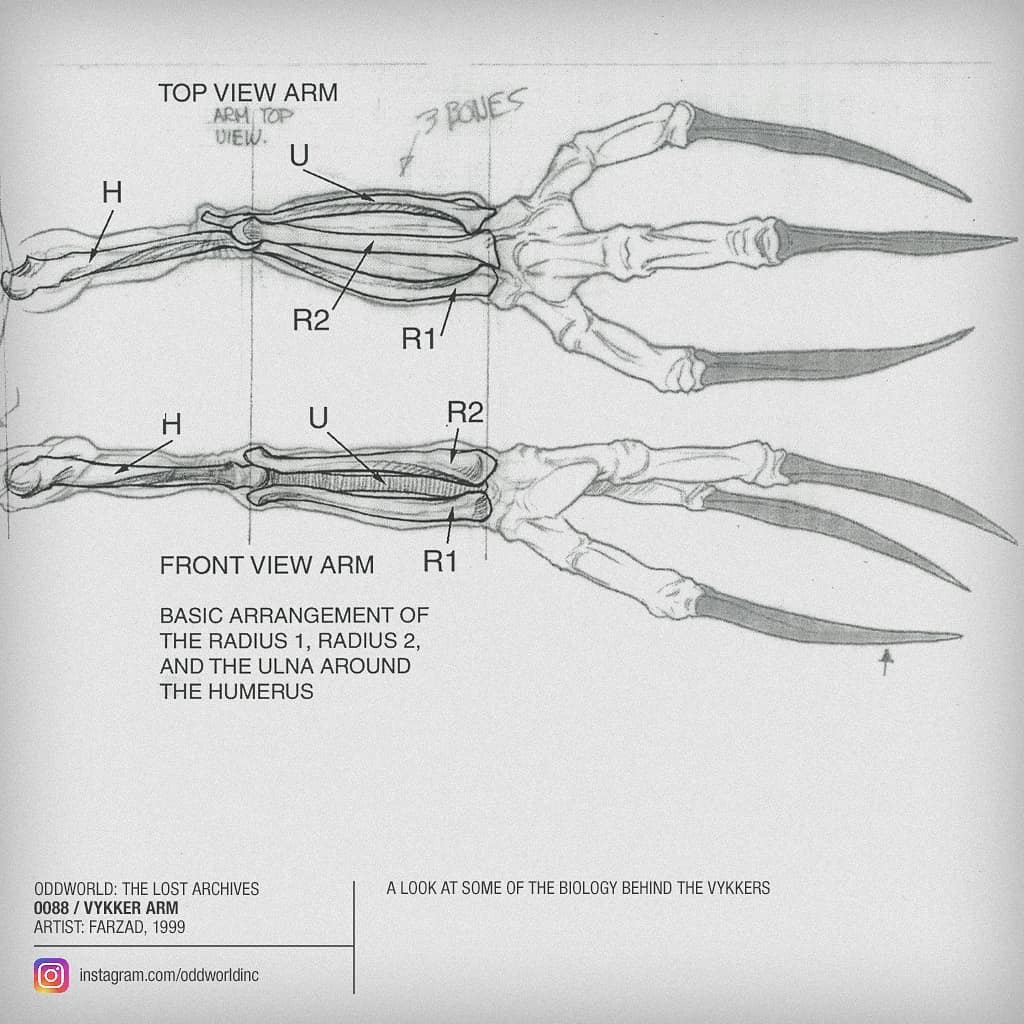 TOP VIEW ARM
ARM TOP
VIEW.
3 BONES
U
H
R2
R1
H
U
R2
R1
FRONT VIEW ARM
BASIC ARRANGEMENT OF
THE RADIUS 1, RADIUS 2,
AND THE ULNA AROUND
THE HUMERUS
ODDWORLD: THE LOST ARCHIVES
0088 / VYKKER ARM
ARTIST: FARZAD, 1999
A LOOK AT SOME OF THE BIOLOGY BEHIND THE VYKKERS
instagram.com/oddworldinc